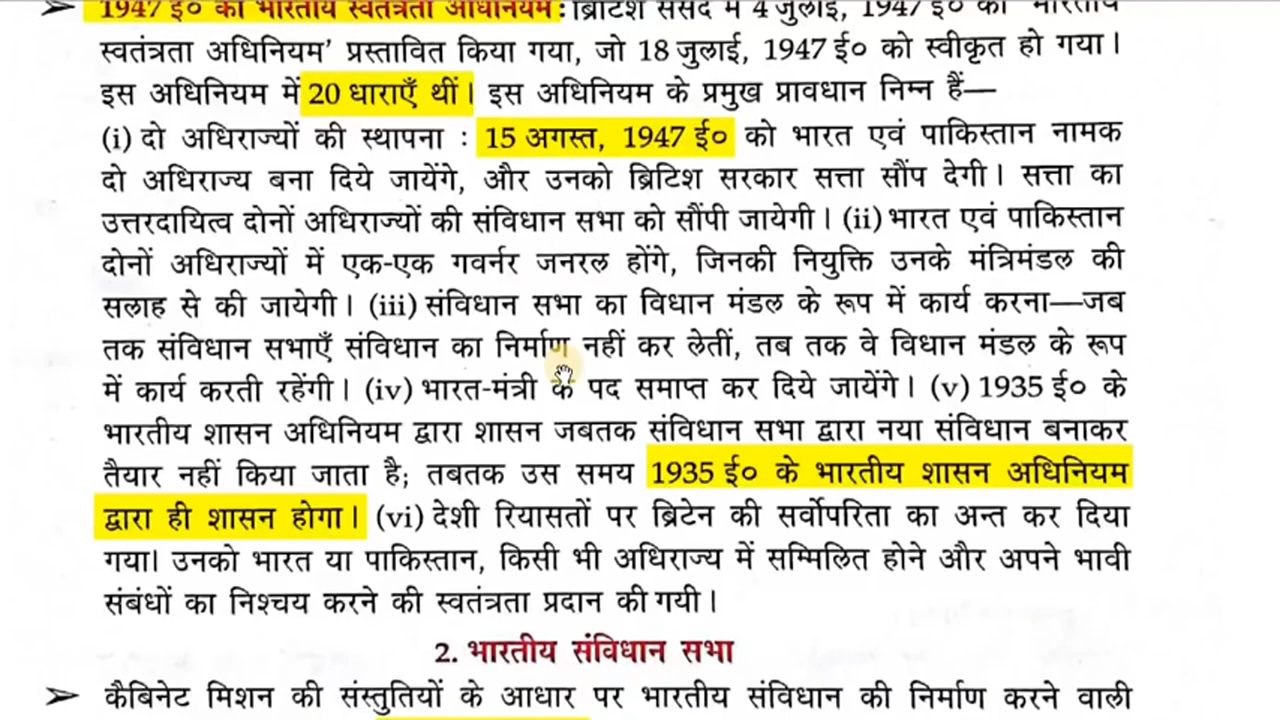 ➢ 1947 ई० का भारतीय स्वतंत्रता अधिनियम : ब्रिटिश संसद में 4 जुलाई, 1947 ई० को 'भारतीय
स्वतंत्रता अधिनियम' प्रस्तावित किया गया, जो 18 जुलाई, 1947 ई० को स्वीकृत हो गया।
इस अधिनियम में 20 धाराएँ थीं। इस अधिनियम के प्रमुख प्रावधान निम्न हैं—
(i) दो अधिराज्यों की स्थापना : 15 अगस्त, 1947 ई० को भारत एवं पाकिस्तान नामक
दो अधिराज्य बना दिये जायेंगे, और उनको ब्रिटिश सरकार सत्ता सौंप देगी। सत्ता का
उत्तरदायित्व दोनों अधिराज्यों की संविधान सभा को सौंपी जायेगी। (ii) भारत एवं पाकिस्तान
दोनों अधिराज्यों में एक-एक गवर्नर जनरल होंगे, जिनकी नियुक्ति उनके मंत्रिमंडल की
सलाह से की जायेगी। (iii) संविधान सभा का विधान मंडल के रूप में कार्य करना—जब
तक संविधान सभाएँ संविधान का निर्माण नहीं कर लेतीं, तब तक वे विधान मंडल के रूप
में कार्य करती रहेंगी। (iv) भारत-मंत्री के पद समाप्त कर दिये जायेंगे। (v) 1935 ई० के
भारतीय शासन अधिनियम द्वारा शासन जबतक संविधान सभा द्वारा नया संविधान बनाकर
तैयार नहीं किया जाता है; तबतक उस समय 1935 ई० के भारतीय शासन अधिनियम
द्वारा ही शासन होगा। (vi) देशी रियासतों पर ब्रिटेन की सर्वोपरिता का अन्त कर दिया
गया। उनको भारत या पाकिस्तान, किसी भी अधिराज्य में सम्मिलित होने और अपने भावी
संबंधों का निश्चय करने की स्वतंत्रता प्रदान की गयी।
2. भारतीय संविधान सभा
➢ कैबिनेट मिशन की संस्तुतियों के आधार पर भारतीय संविधान की निर्माण करने वाली